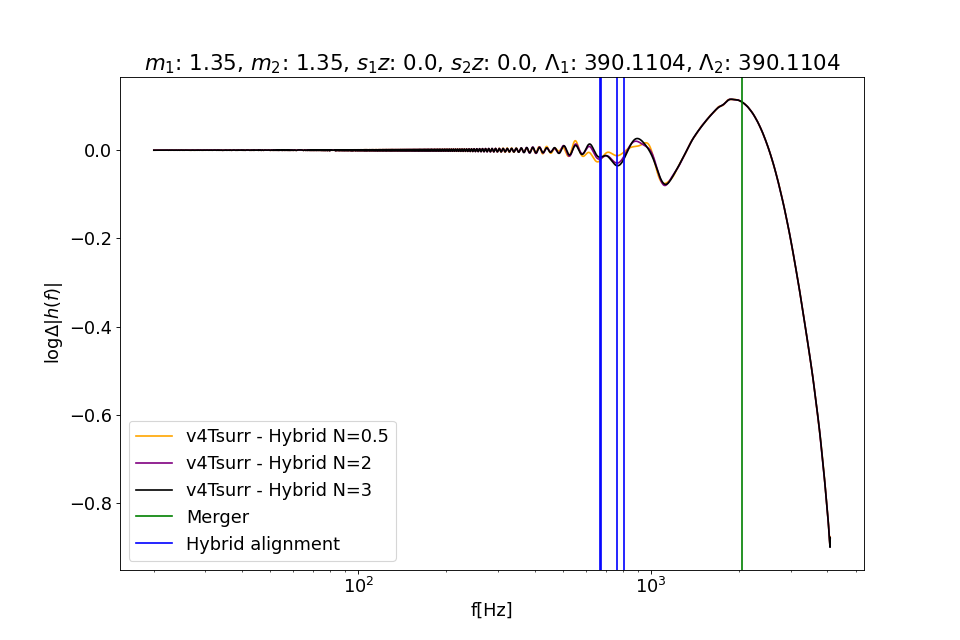 m₁: 1.35, m₂: 1.35, s₁z: 0.0, s₂z: 0.0, Λ₁: 390.1104, Λ₂: 390.1104
logΔ|h(f)|
0.0
−0.2
−0.4
−0.6
−0.8
v4Tsurr - Hybrid N=0.5
v4Tsurr - Hybrid N=2
v4Tsurr - Hybrid N=3
Merger
Hybrid alignment
10² 10³
f[Hz]